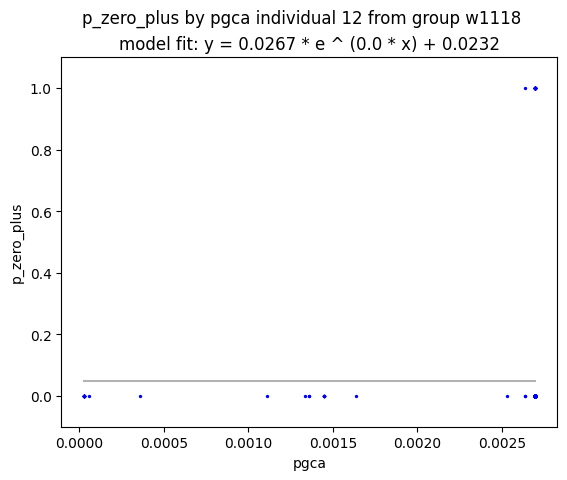 p_zero_plus by pgca individual 12 from group w1118
model fit: y = 0.0267 * e ^ (0.0 * x) + 0.0232
1.0
0.8
0.6
0.4
0.2
0.0
p_zero_plus
0.0000 0.0005 0.0010 0.0015 0.0020 0.0025
pgca